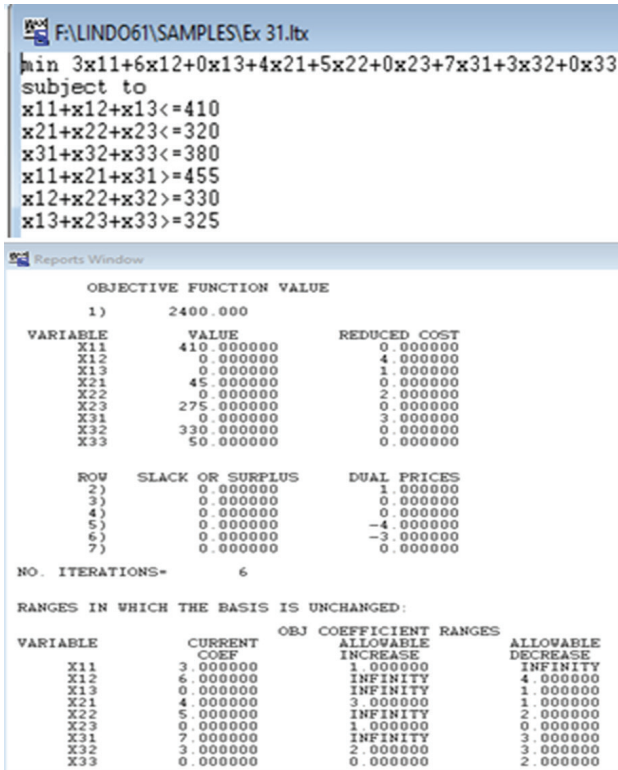 F:\LINDO61\SAMPLES\Ex 31.ltx
min 3x11+6x12+0x13+4x21+5x22+0x23+7x31+3x32+0x33
subject to
x11+x12+x13<=410
x21+x22+x23<=320
x31+x32+x33<=380
x11+x21+x31>=455
x12+x22+x32>=330
x13+x23+x33>=325
Reports Window
OBJECTIVE FUNCTION VALUE
1) 2400.000
VARIABLE VALUE REDUCED COST
X11 410.000000 0.000000
X12 0.000000 4.000000
X13 0.000000 1.000000
X21 45.000000 0.000000
X22 0.000000 2.000000
X23 275.000000 0.000000
X31 0.000000 3.000000
X32 330.000000 0.000000
X33 50.000000 0.000000
ROW SLACK OR SURPLUS DUAL PRICES
2) 0.000000 1.000000
3) 0.000000 0.000000
4) 0.000000 0.000000
5) 0.000000 -4.000000
6) 0.000000 -3.000000
7) 0.000000 0.000000
NO. ITERATIONS= 6
RANGES IN WHICH THE BASIS IS UNCHANGED:
OBJ COEFFICIENT RANGES
VARIABLE CURRENT ALLOWABLE ALLOWABLE
COEF INCREASE DECREASE
X11 3.000000 1.000000 INFINITY
X12 6.000000 INFINITY 4.000000
X13 0.000000 INFINITY 1.000000
X21 4.000000 3.000000 1.000000
X22 5.000000 INFINITY 2.000000
X23 0.000000 1.000000 0.000000
X31 7.000000 INFINITY 3.000000
X32 3.000000 2.000000 3.000000
X33 0.000000 0.000000 2.000000